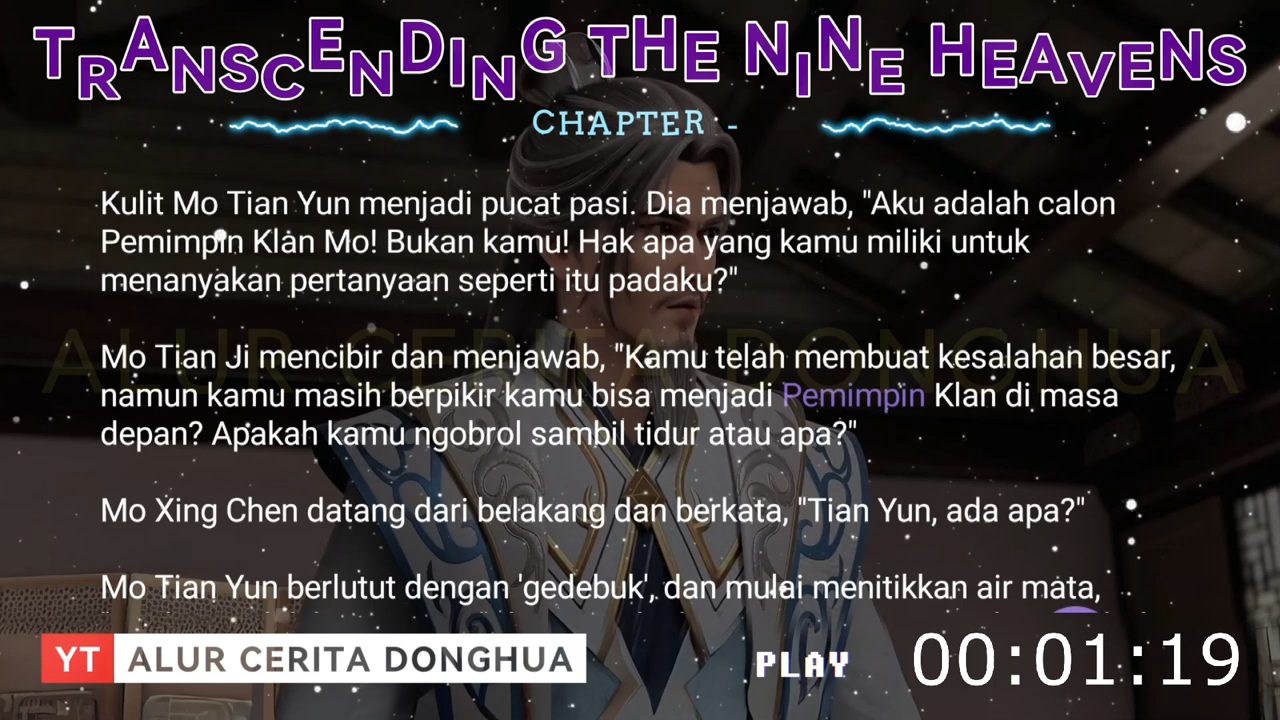 TRANSCENDING THE NINE HEAVENS
CHAPTER -
Kulit Mo Tian Yun menjadi pucat pasi. Dia menjawab, "Aku adalah calon
Pemimpin Klan Mo! Bukan kamu! Hak apa yang kamu miliki untuk
menanyakan pertanyaan seperti itu padaku?"
ALUR CERITA DONGHUA
Mo Tian Ji mencibir dan menjawab, "Kamu telah membuat kesalahan besar,
namun kamu masih berpikir kamu bisa menjadi Pemimpin Klan di masa
depan? Apakah kamu ngobrol sambil tidur atau apa?"
Mo Xing Chen datang dari belakang dan berkata, "Tian Yun, ada apa?"
Mo Tian Yun berlutut dengan 'gedebuk', dan mulai menitikkan air mata,
YT ALUR CERITA DONGHUA
PLAY 00:01:19